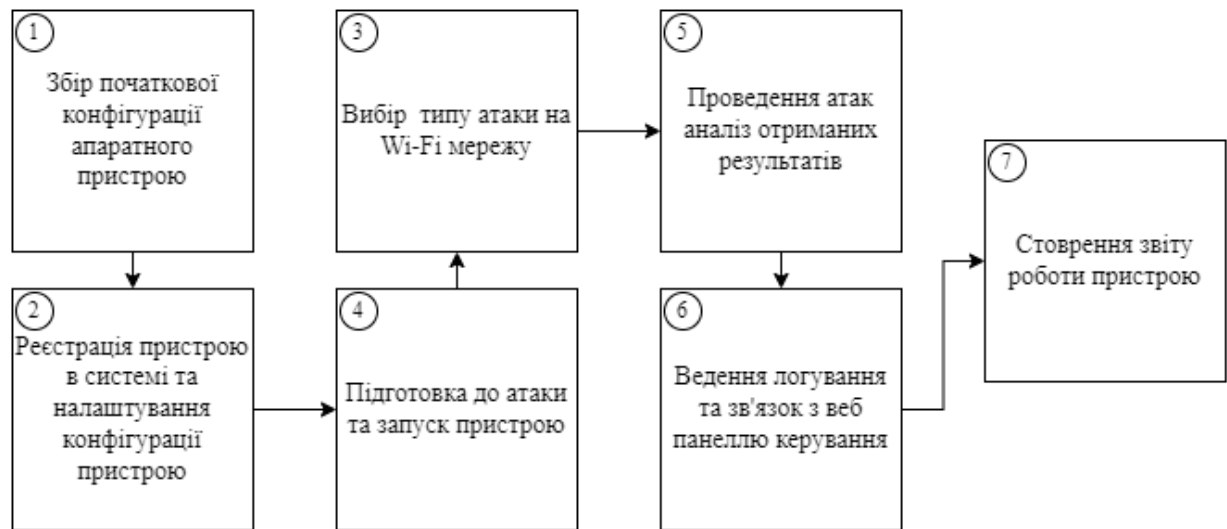 1
Збір початкової
конфігурації
апаратного
пристрою
2
Реєстрація пристрою
в системі та
налаштування
конфігурації
пристрою
3
Вибір типу атаки на
Wi-Fi мережу
4
Підготовка до атаки
та запуск пристрою
5
Проведення атак
аналіз отриманих
результатів
6
Ведення логування
та зв'язок з веб
панеллю керування
7
Стоврення звіту
роботи пристрою